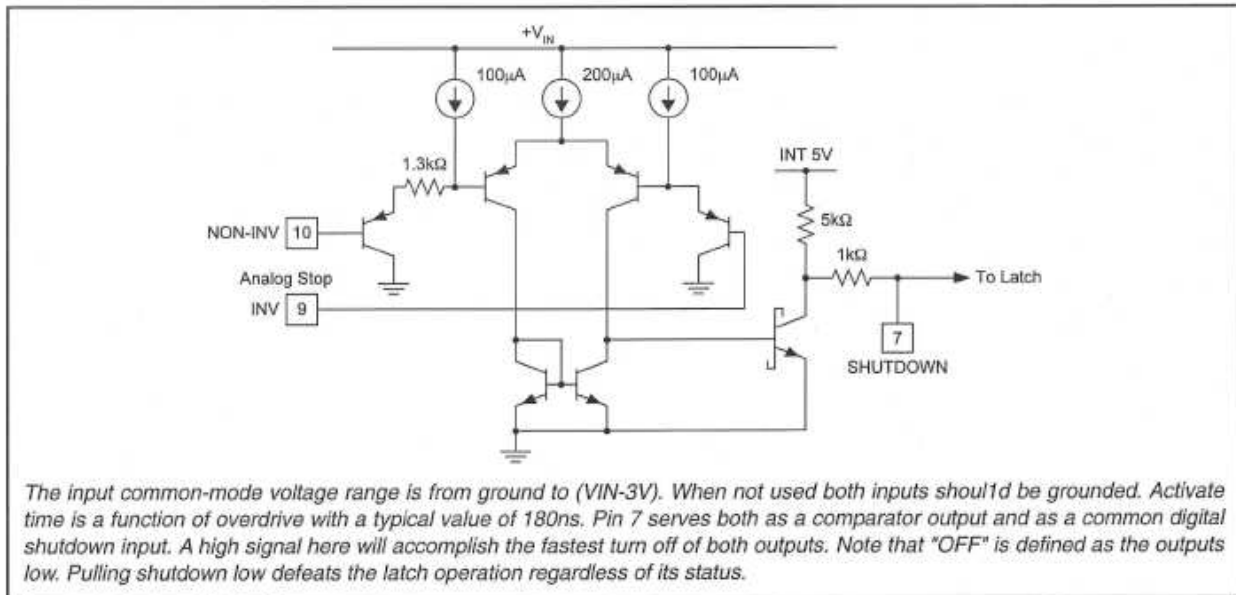 +VIN
100μA
200μA
100μA
1.3kΩ
INT 5V
5kΩ
1kΩ
NON-INV 10
To Latch
Analog Stop
INV 9
7
SHUTDOWN
The input common-mode voltage range is from ground to (VIN-3V). When not used both inputs shoul1d be grounded. Activate
time is a function of overdrive with a typical value of 180ns. Pin 7 serves both as a comparator output and as a common digital
shutdown input. A high signal here will accomplish the fastest turn off of both outputs. Note that "OFF" is defined as the outputs
low. Pulling shutdown low defeats the latch operation regardless of its status.